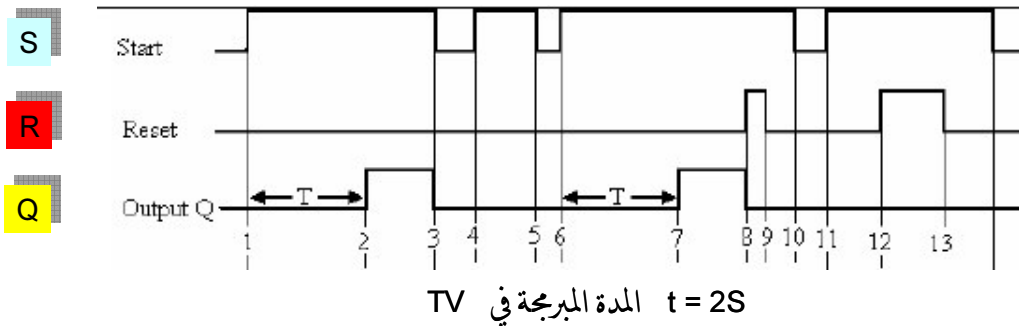 S
Start
R
Reset
Q
Output Q
T
T
1 2 3 4 5 6 7 8 9 10 11 12 13
t = 2S المدة المبرمجة في TV